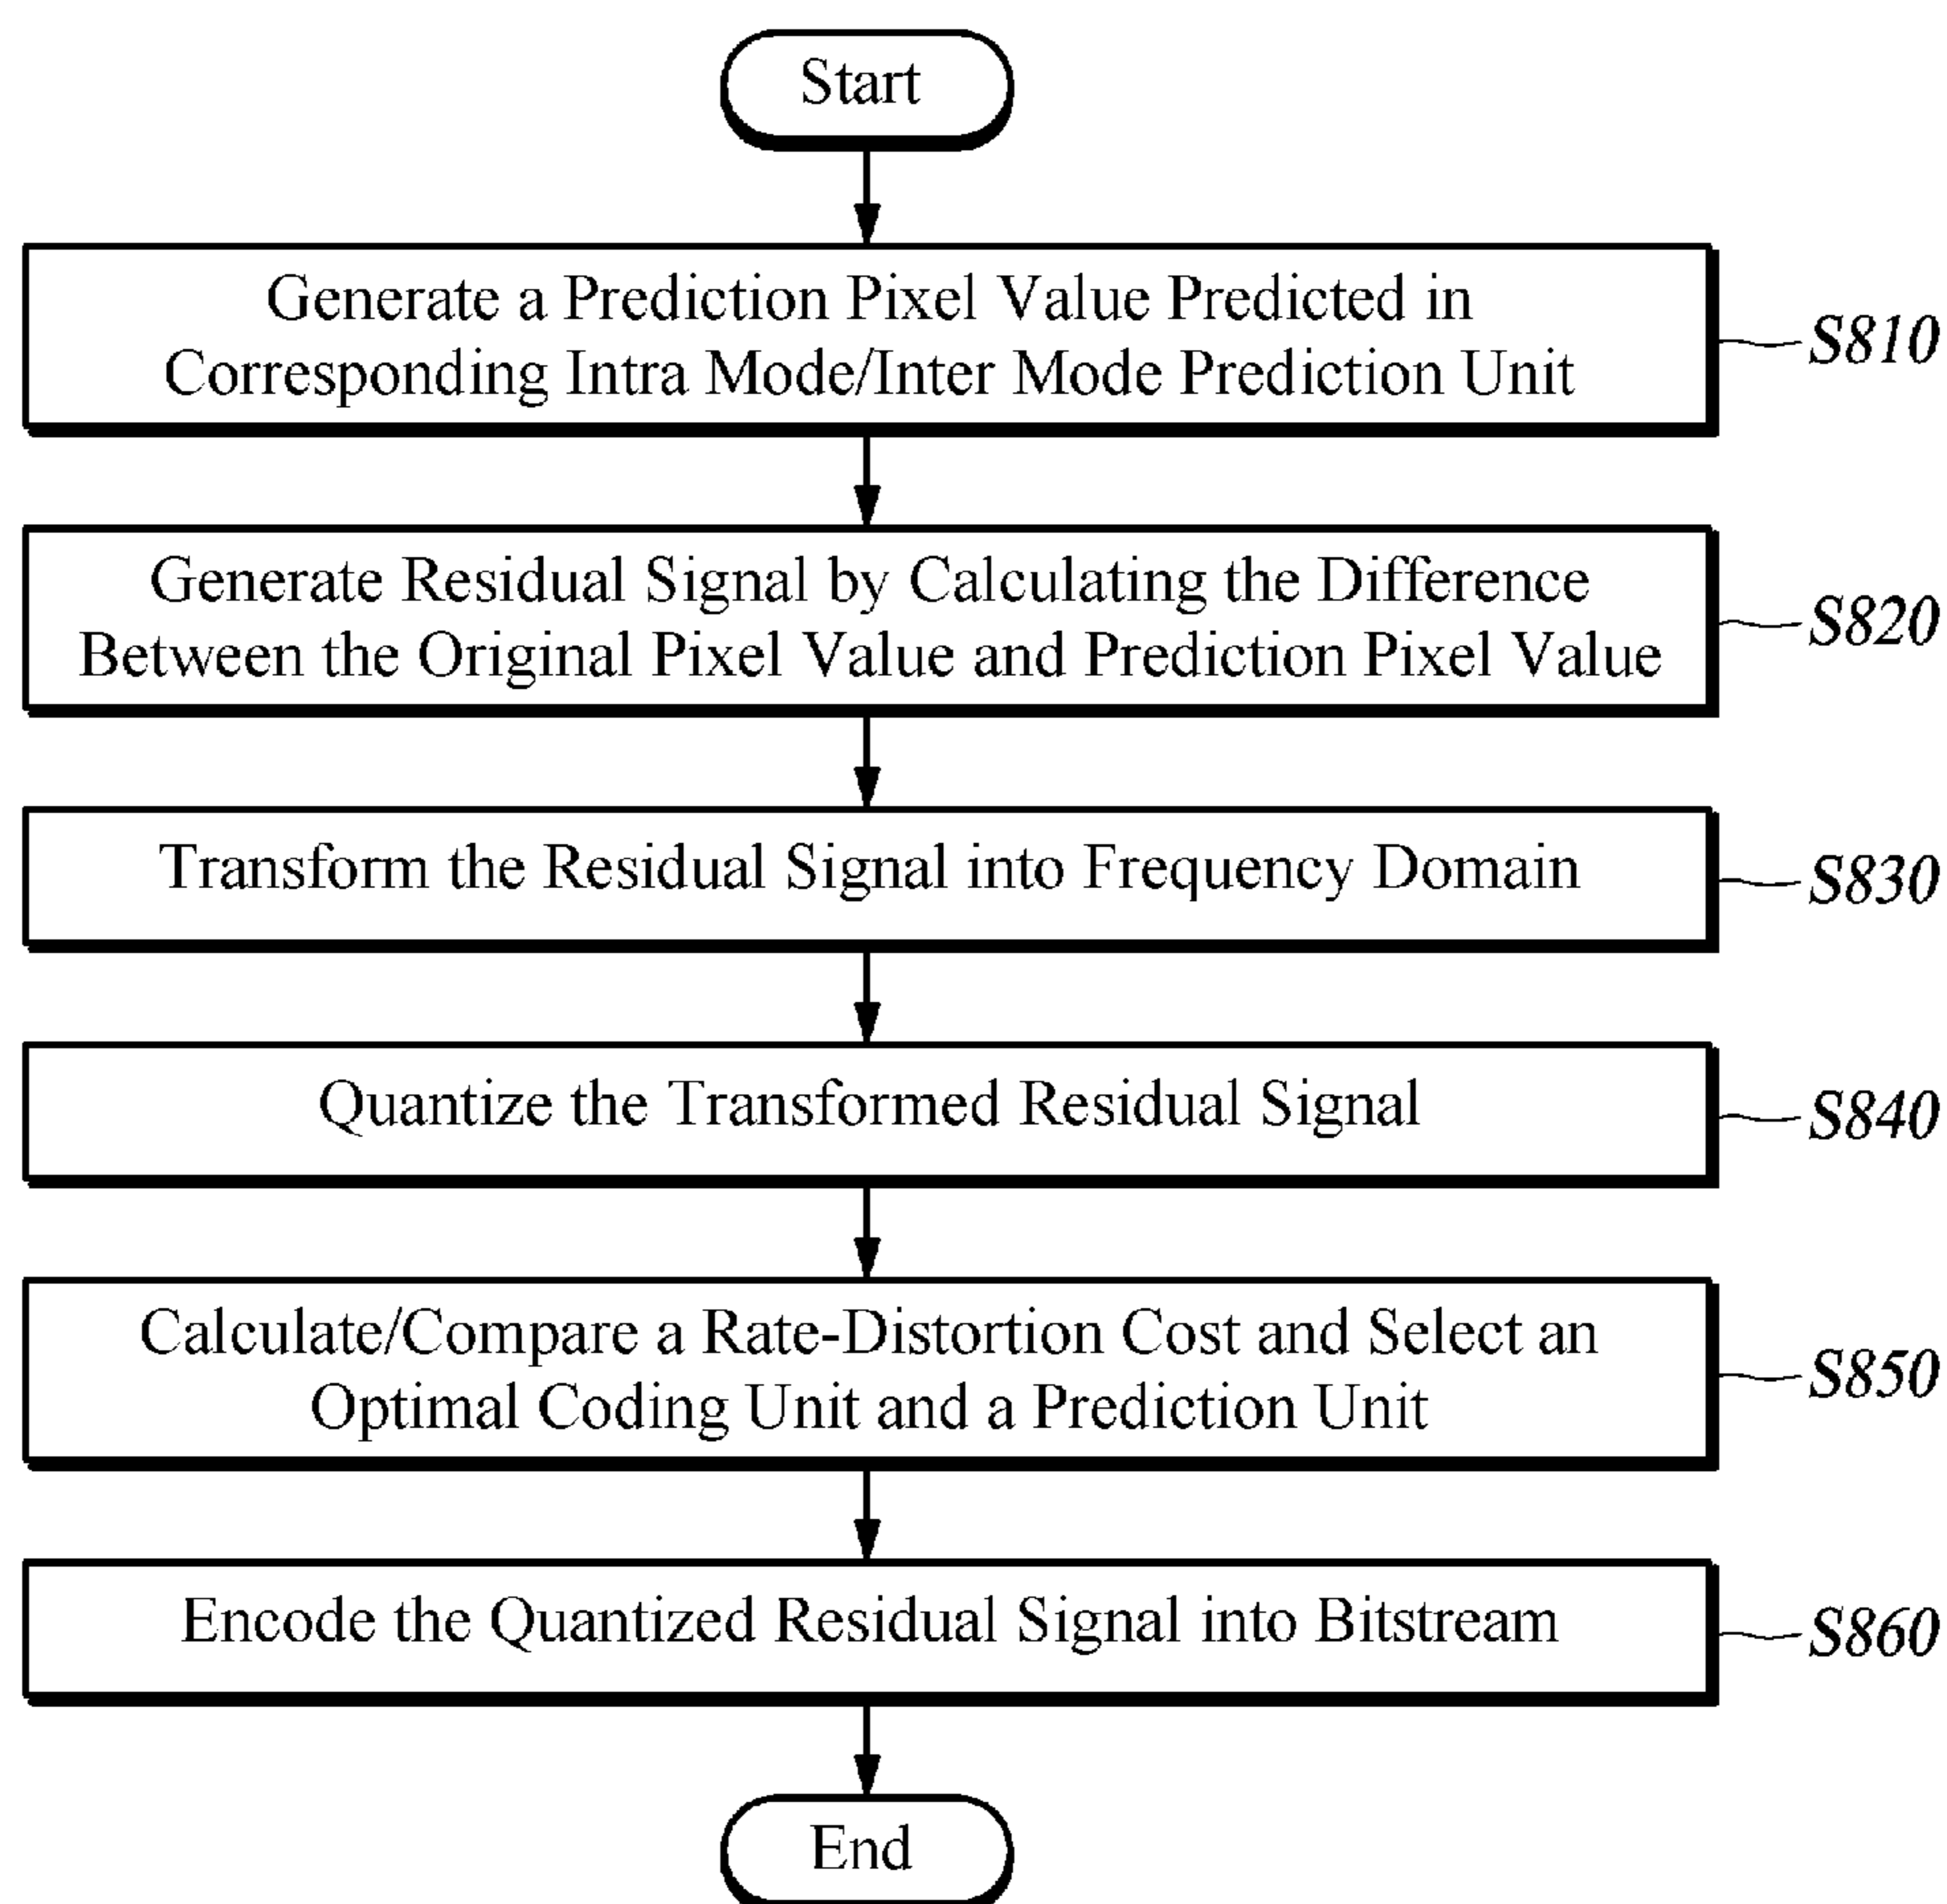 Start
Generate a Prediction Pixel Value Predicted in
Corresponding Intra Mode/Inter Mode Prediction Unit
S810
Generate Residual Signal by Calculating the Difference
Between the Original Pixel Value and Prediction Pixel Value
S820
Transform the Residual Signal into Frequency Domain
S830
Quantize the Transformed Residual Signal
S840
Calculate/Compare a Rate-Distortion Cost and Select an
Optimal Coding Unit and a Prediction Unit
S850
Encode the Quantized Residual Signal into Bitstream
S860
End